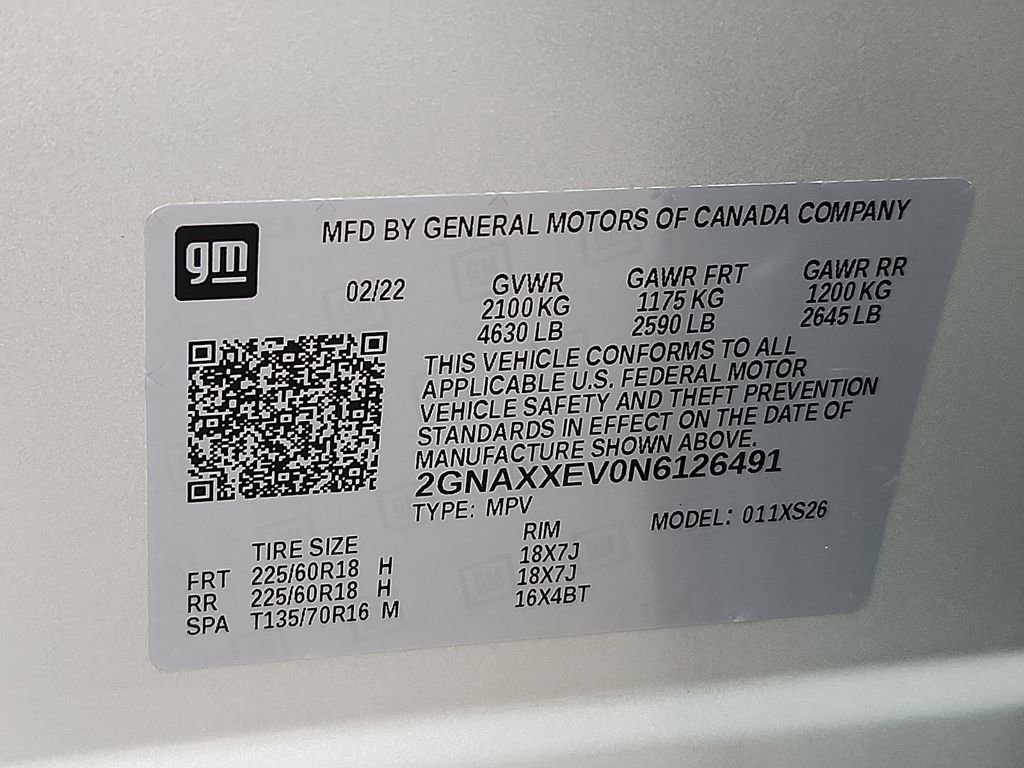 gm
MFD BY GENERAL MOTORS OF CANADA COMPANY
02/22 GVWR GAWR FRT GAWR RR
2100 KG 1175 KG 1200 KG
4630 LB 2590 LB 2645 LB
THIS VEHICLE CONFORMS TO ALL
APPLICABLE U.S. FEDERAL MOTOR
VEHICLE SAFETY AND THEFT PREVENTION
STANDARDS IN EFFECT ON THE DATE OF
MANUFACTURE SHOWN ABOVE.
2GNAXXEV0N6126491
TYPE: MPV MODEL: 011XS26
TIRE SIZE RIM
FRT 225/60R18 H 18X7J
RR 225/60R18 H 18X7J
SPA T135/70R16 M 16X4BT